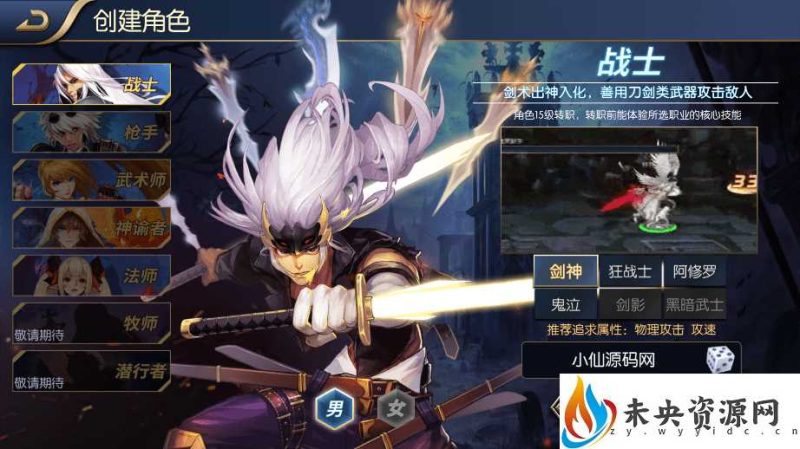 创建角色
战士
枪手
武术师
神谕者
法师
牧师
敬请期待
潜行者
敬请期待
战士
剑术出神入化，善用刀剑类武器攻击敌人
角色15级转职，转职前能体验所选职业的核心技能
33
剑神 狂战士 阿修罗
鬼泣 剑影 黑暗武士
推荐追求属性：物理攻击 攻速
小仙源码网
男 女
未央资源网
zy.wyyidc.cn